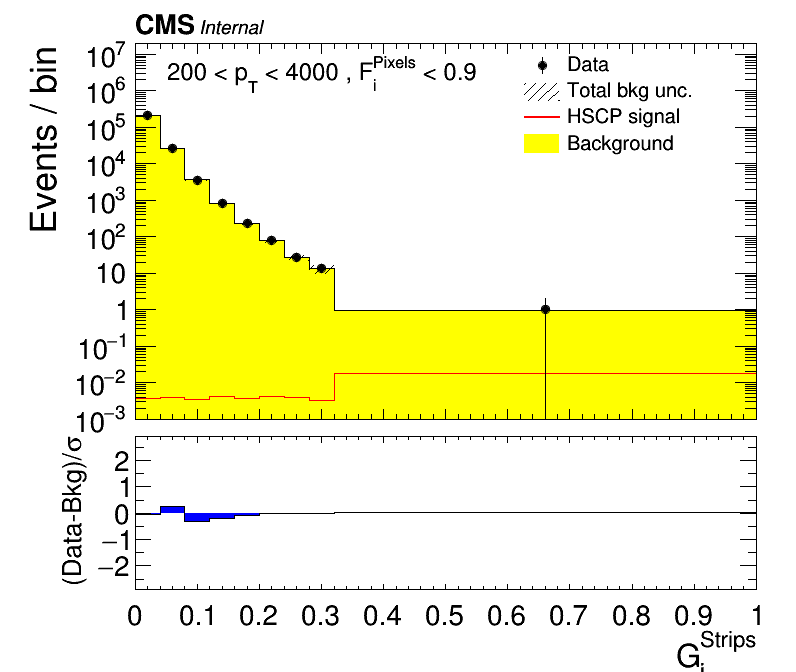 CMS Internal
200 < p_T < 4000 , F_i^Pixels < 0.9
Data
Total bkg unc.
HSCP signal
Background
Events / bin
10^7
10^6
10^5
10^4
10^3
10^2
10
1
10^−1
10^−2
10^−3
(Data-Bkg)/σ
2
1
0
−1
−2
0 0.1 0.2 0.3 0.4 0.5 0.6 0.7 0.8 0.9 1
G_i^Strips